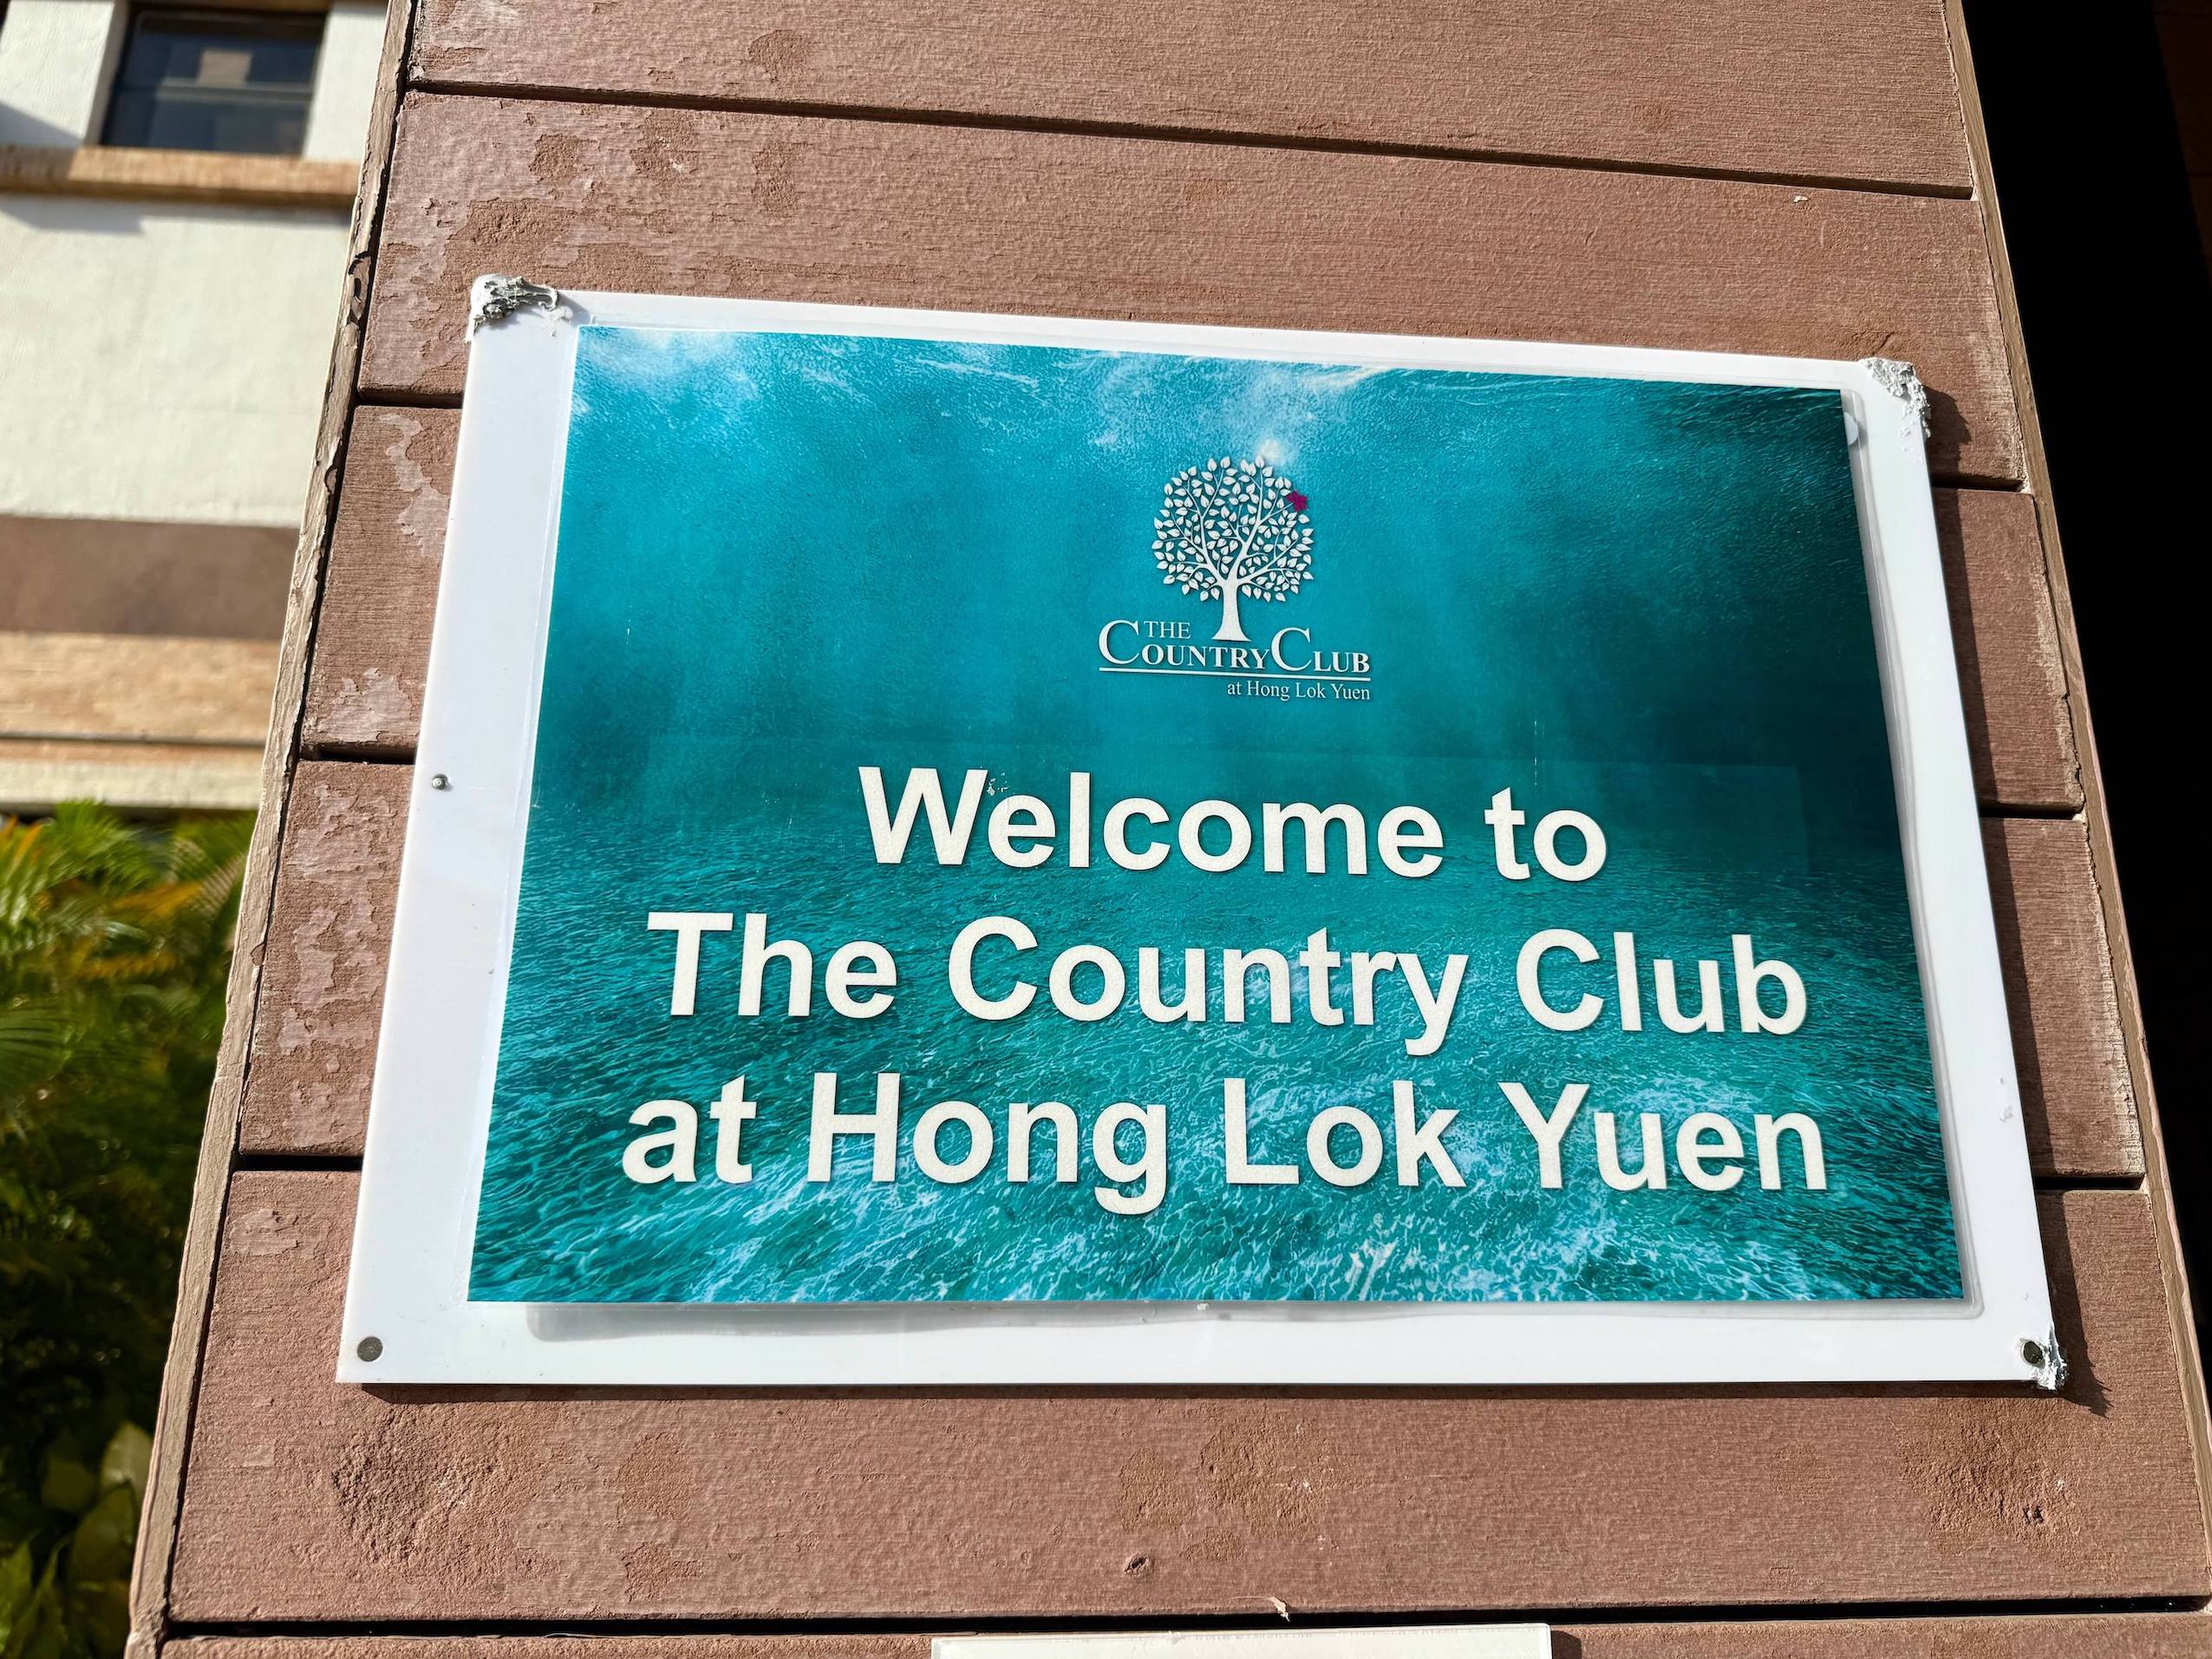 THE
COUNTRY CLUB
at Hong Lok Yuen
Welcome to
The Country Club
at Hong Lok Yuen